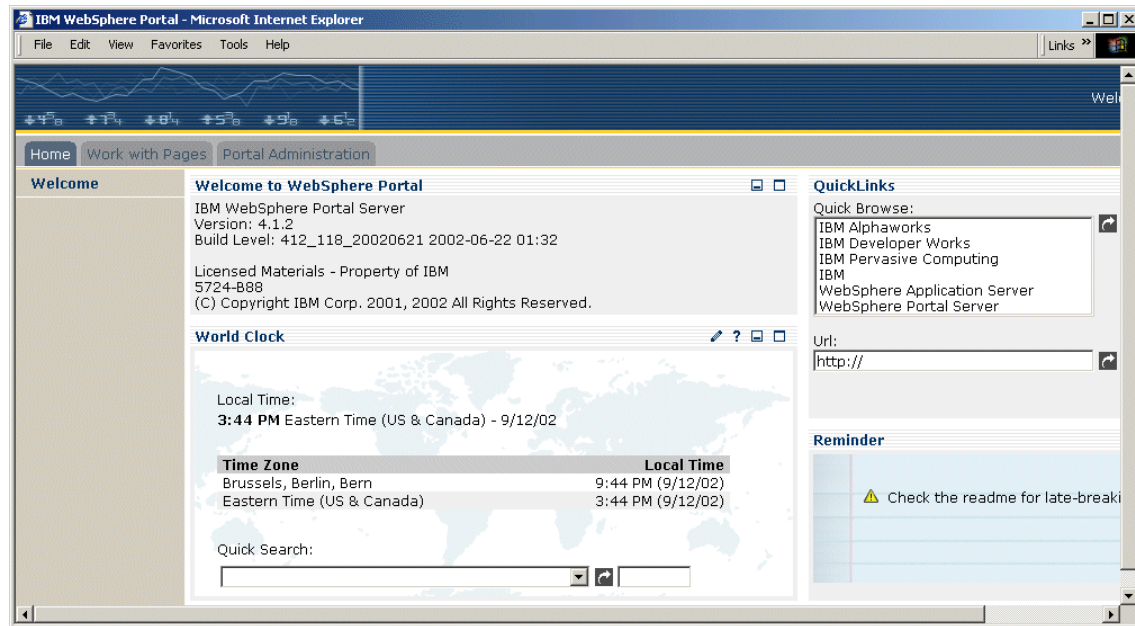 IBM WebSphere Portal - Microsoft Internet Explorer
File Edit View Favorites Tools Help
Links »
Home Work with Pages Portal Administration
Welcome
Welcome to WebSphere Portal
IBM WebSphere Portal Server
Version: 4.1.2
Build Level: 412_118_20020621 2002-06-22 01:32
Licensed Materials - Property of IBM
5724-B88
(C) Copyright IBM Corp. 2001, 2002 All Rights Reserved.
World Clock
?
Local Time:
3:44 PM Eastern Time (US & Canada) - 9/12/02
Time Zone Local Time
Brussels, Berlin, Bern 9:44 PM (9/12/02)
Eastern Time (US & Canada) 3:44 PM (9/12/02)
Quick Search:
QuickLinks
Quick Browse:
IBM Alphaworks
IBM Developer Works
IBM Pervasive Computing
IBM
WebSphere Application Server
WebSphere Portal Server
Url:
http://
Reminder
Check the readme for late-breaki